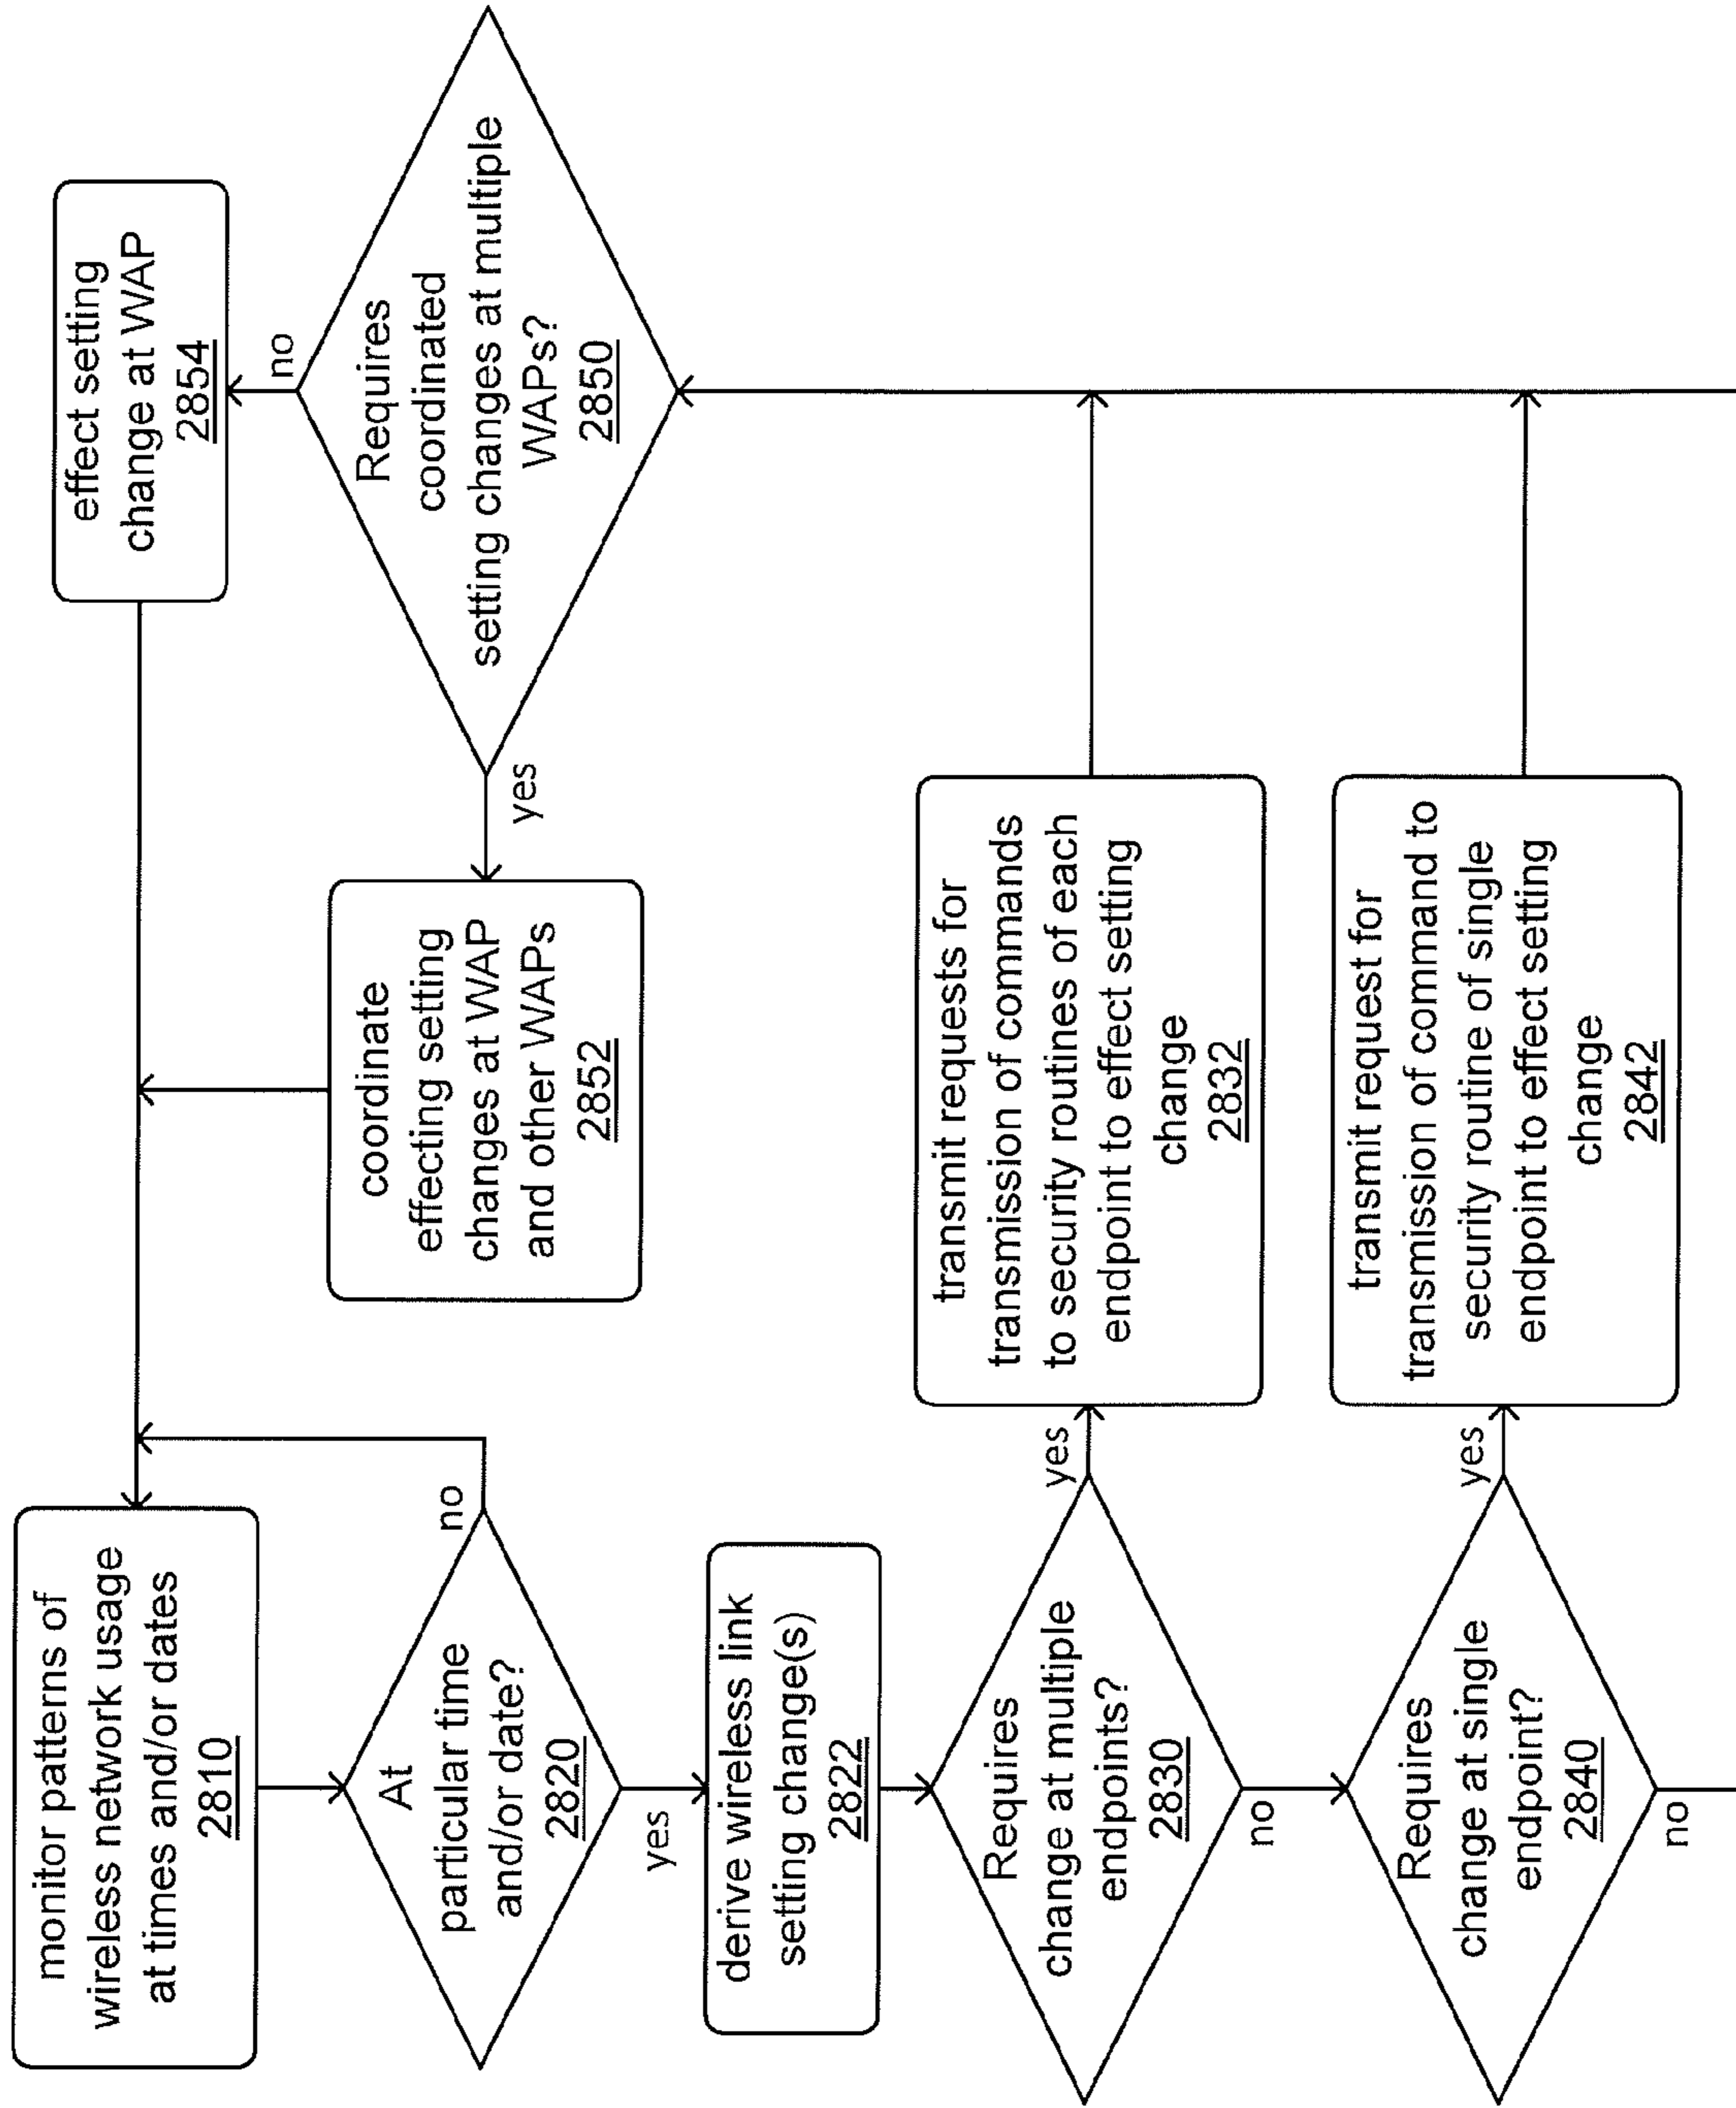 monitor patterns of
wireless network usage
at times and/or dates
2810
At
particular time
and/or date?
2820
no
yes
derive wireless link
setting change(s)
2822
Requires
change at multiple
endpoints?
2830
yes
no
transmit requests for
transmission of commands
to security routines of each
endpoint to effect setting
change
2832
Requires
change at single
endpoint?
2840
yes
no
transmit request for
transmission of command to
security routine of single
endpoint to effect setting
change
2842
Requires
coordinated
setting changes at multiple
WAPs?
2850
yes
no
coordinate
effecting setting
changes at WAP
and other WAPs
2852
effect setting
change at WAP
2854